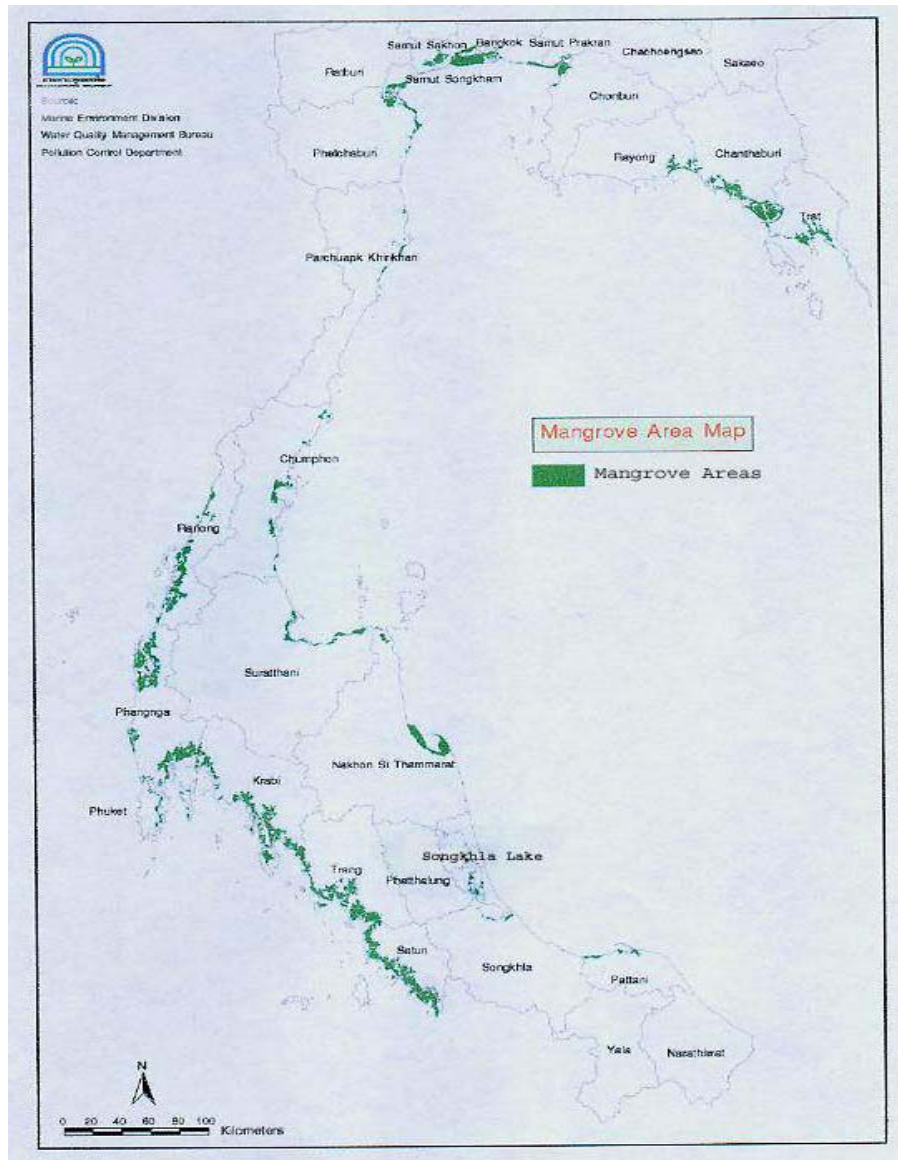 Source:
Marine Environment Division
Water Quality Management Bureau
Pollution Control Department
Samut Sakhon
Bangkok
Samut Prakran
Chachoengsao
Sakaeo
Ratburi
Samut Songkham
Chonburi
Phetchaburi
Rayong
Chanthaburi
Trat
Parchuapk Khirikhan
Mangrove Area Map
Mangrove Areas
Chumphon
Ranong
Suratthani
Phangnga
Nakhon Si Thammarat
Krabi
Phuket
Songkhla Lake
Trang
Phatthalung
Satun
Songkhla
Pattani
Yala
Narathiwat
N
0 20 40 60 80 100
Kilometers